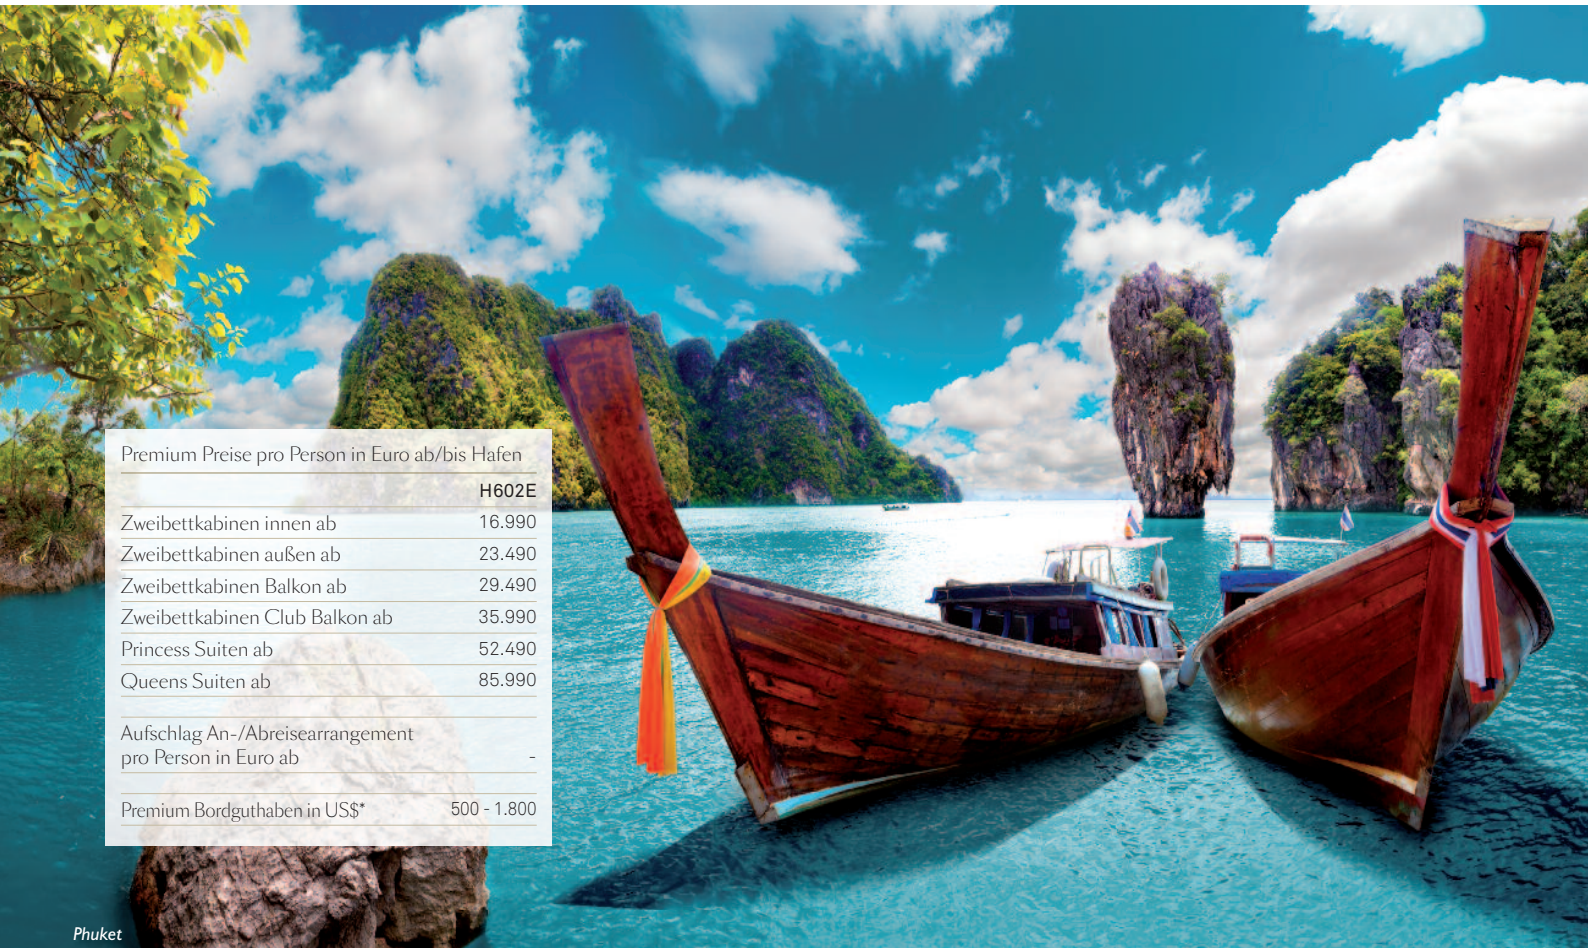 Premium Preise pro Person in Euro ab/bis Hafen
H602E
Zweibettkabinen innen ab 16.990
Zweibettkabinen außen ab 23.490
Zweibettkabinen Balkon ab 29.490
Zweibettkabinen Club Balkon ab 35.990
Princess Suiten ab 52.490
Queens Suiten ab 85.990
Aufschlag An-/Abreisearrangement
pro Person in Euro ab -
Premium Bordguthaben in US$* 500 - 1.800
Phuket